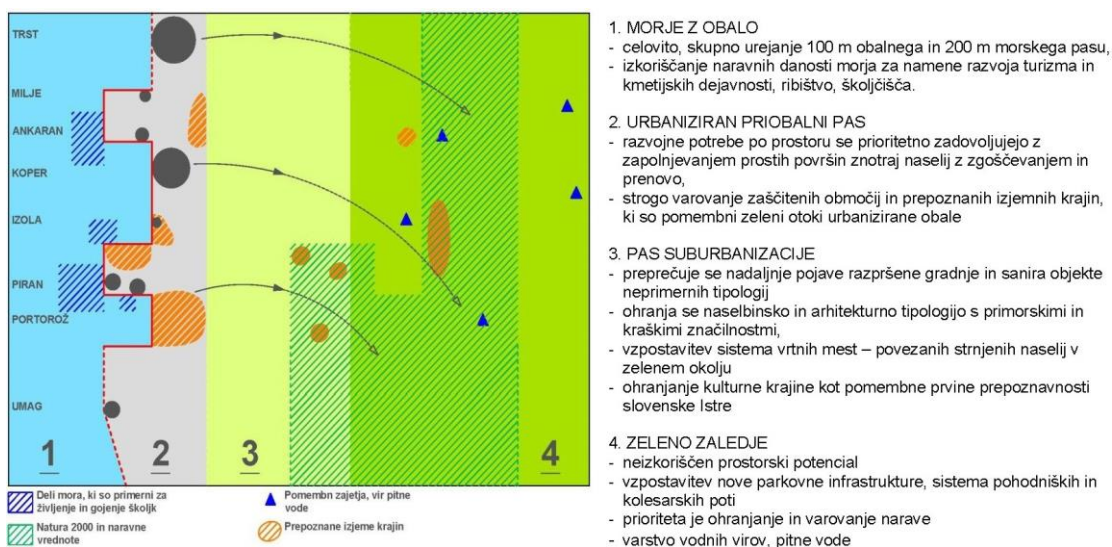 TRST
MILJE
ANKARAN
KOPER
IZOLA
PIRAN
PORTOROŽ
UMAG
1
2
3
4
Deli mora, ki so primerni za
življenje in gojenje školjk
Natura 2000 in naravne
vrednote
Pomembn zajetja, vir pitne
vode
Prepoznane izjeme krajin
1. MORJE Z OBALO
- celovito, skupno urejanje 100 m obalnega in 200 m morskega pasu,
- izkoriščanje naravnih danosti morja za namene razvoja turizma in
kmetijskih dejavnosti, ribištvo, školjčišča.
2. URBANIZIRAN PRIOBALNI PAS
- razvojne potrebe po prostoru se prioritetno zadovoljujejo z
zapolnjevanjem prostih površin znotraj naselij z zgoščevanjem in
prenovo,
- strogo varovanje zaščitenih območij in prepoznanih izjemnih krajin,
ki so pomembni zeleni otoki urbanizirane obale
3. PAS SUBURBANIZACIJE
- preprečuje se nadaljnje pojave razpršene gradnje in sanira objekte
neprimernih tipologij
- ohranja se naselbinsko in arhitekturno tipologijo s primorskimi in
kraškimi značilnostmi,
- vzpostavitev sistema vrtnih mest – povezanih strnjenih naselij v
zelenem okolju
- ohranjanje kulturne krajine kot pomembne prvine prepoznavnosti
slovenske Istre
4. ZELENO ZALEDJE
- neizkoriščen prostorski potencial
- vzpostavitev nove parkovne infrastrukture, sistema pohodniških in
kolesarskih poti
- prioriteta je ohranjanje in varovanje narave
- varstvo vodnih virov, pitne vode